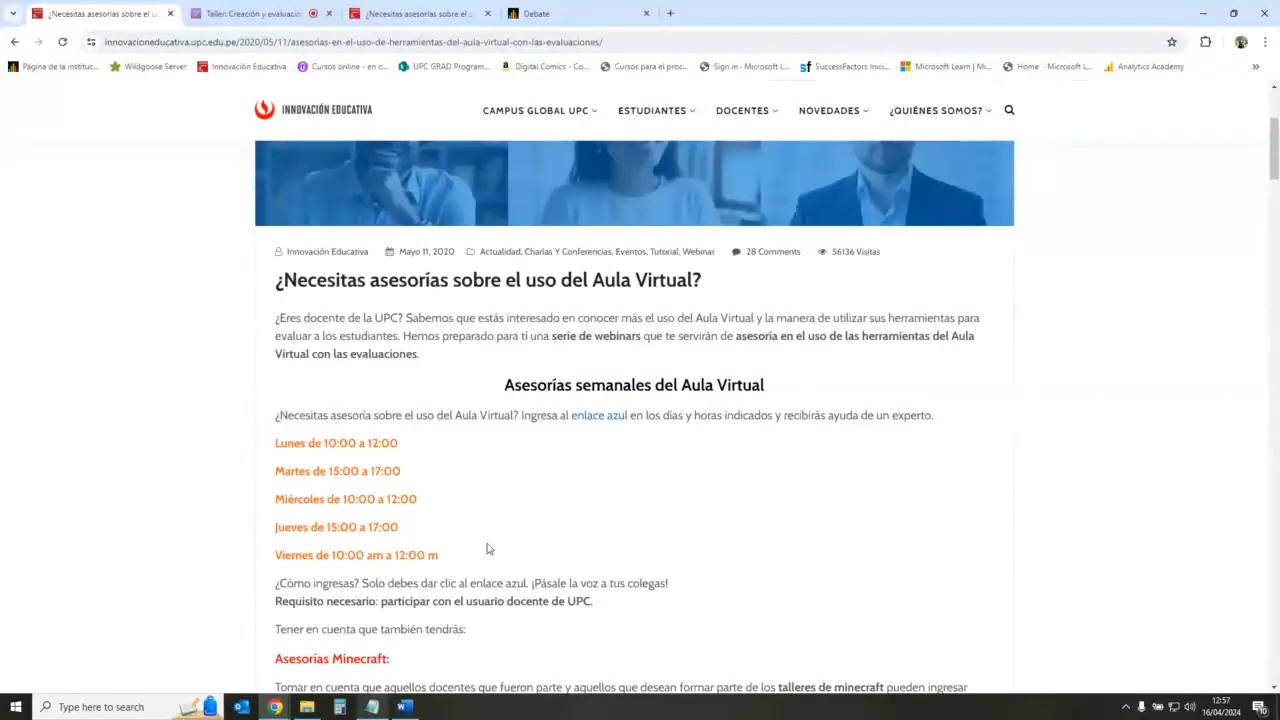 ¿Necesitas asesorías sobre el u
Taller: Creación y evaluació
¿Necesitas asesorías sobre el
Debate
innovacioneducativa.upc.edu.pe/2020/05/11/asesorias-en-el-uso-de-herramientas-del-aula-virtual-con-las-evaluaciones/
Página de la instituc... Wildgoose Server Innovación Educativa Cursos online - en c... UPC GRAD Program... Digital Comics - Co... Cursos para el proc... Sign in - Microsoft L... SuccessFactors Inici... Microsoft Learn | Mi... Home - Microsoft L... Analytics Academy »
INNOVACIÓN EDUCATIVA CAMPUS GLOBAL UPC ESTUDIANTES DOCENTES NOVEDADES ¿QUIÉNES SOMOS?
Innovación Educativa Mayo 11, 2020 Actualidad, Charlas Y Conferencias, Eventos, Tutorial, Webinar 28 Comments 56136 Visitas
¿Necesitas asesorías sobre el uso del Aula Virtual?
¿Eres docente de la UPC? Sabemos que estás interesado en conocer más el uso del Aula Virtual y la manera de utilizar sus herramientas para
evaluar a los estudiantes. Hemos preparado para tí una serie de webinars que te servirán de asesoría en el uso de las herramientas del Aula
Virtual con las evaluaciones.
Asesorías semanales del Aula Virtual
¿Necesitas asesoría sobre el uso del Aula Virtual? Ingresa al enlace azul en los días y horas indicados y recibirás ayuda de un experto.
Lunes de 10:00 a 12:00
Martes de 15:00 a 17:00
Miércoles de 10:00 a 12:00
Jueves de 15:00 a 17:00
Viernes de 10:00 am a 12:00 m
¿Cómo ingresas? Solo debes dar clic al enlace azul. ¡Pásale la voz a tus colegas!
Requisito necesario: participar con el usuario docente de UPC.
Tener en cuenta que también tendrás:
Asesorías Minecraft:
Tomar en cuenta que aquellos docentes que fueron parte y aquellos que desean formar parte de los talleres de minecraft pueden ingresar
Type here to search
12:57
16/04/2024